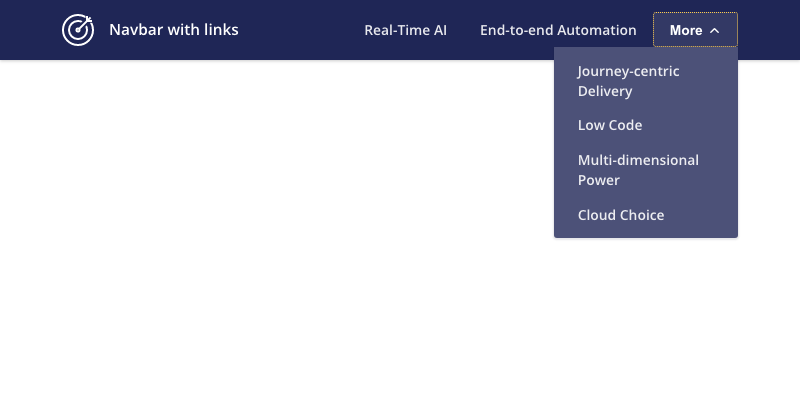 Navbar with links
Real-Time AI
End-to-end Automation
More
Journey-centric
Delivery
Low Code
Multi-dimensional
Power
Cloud Choice